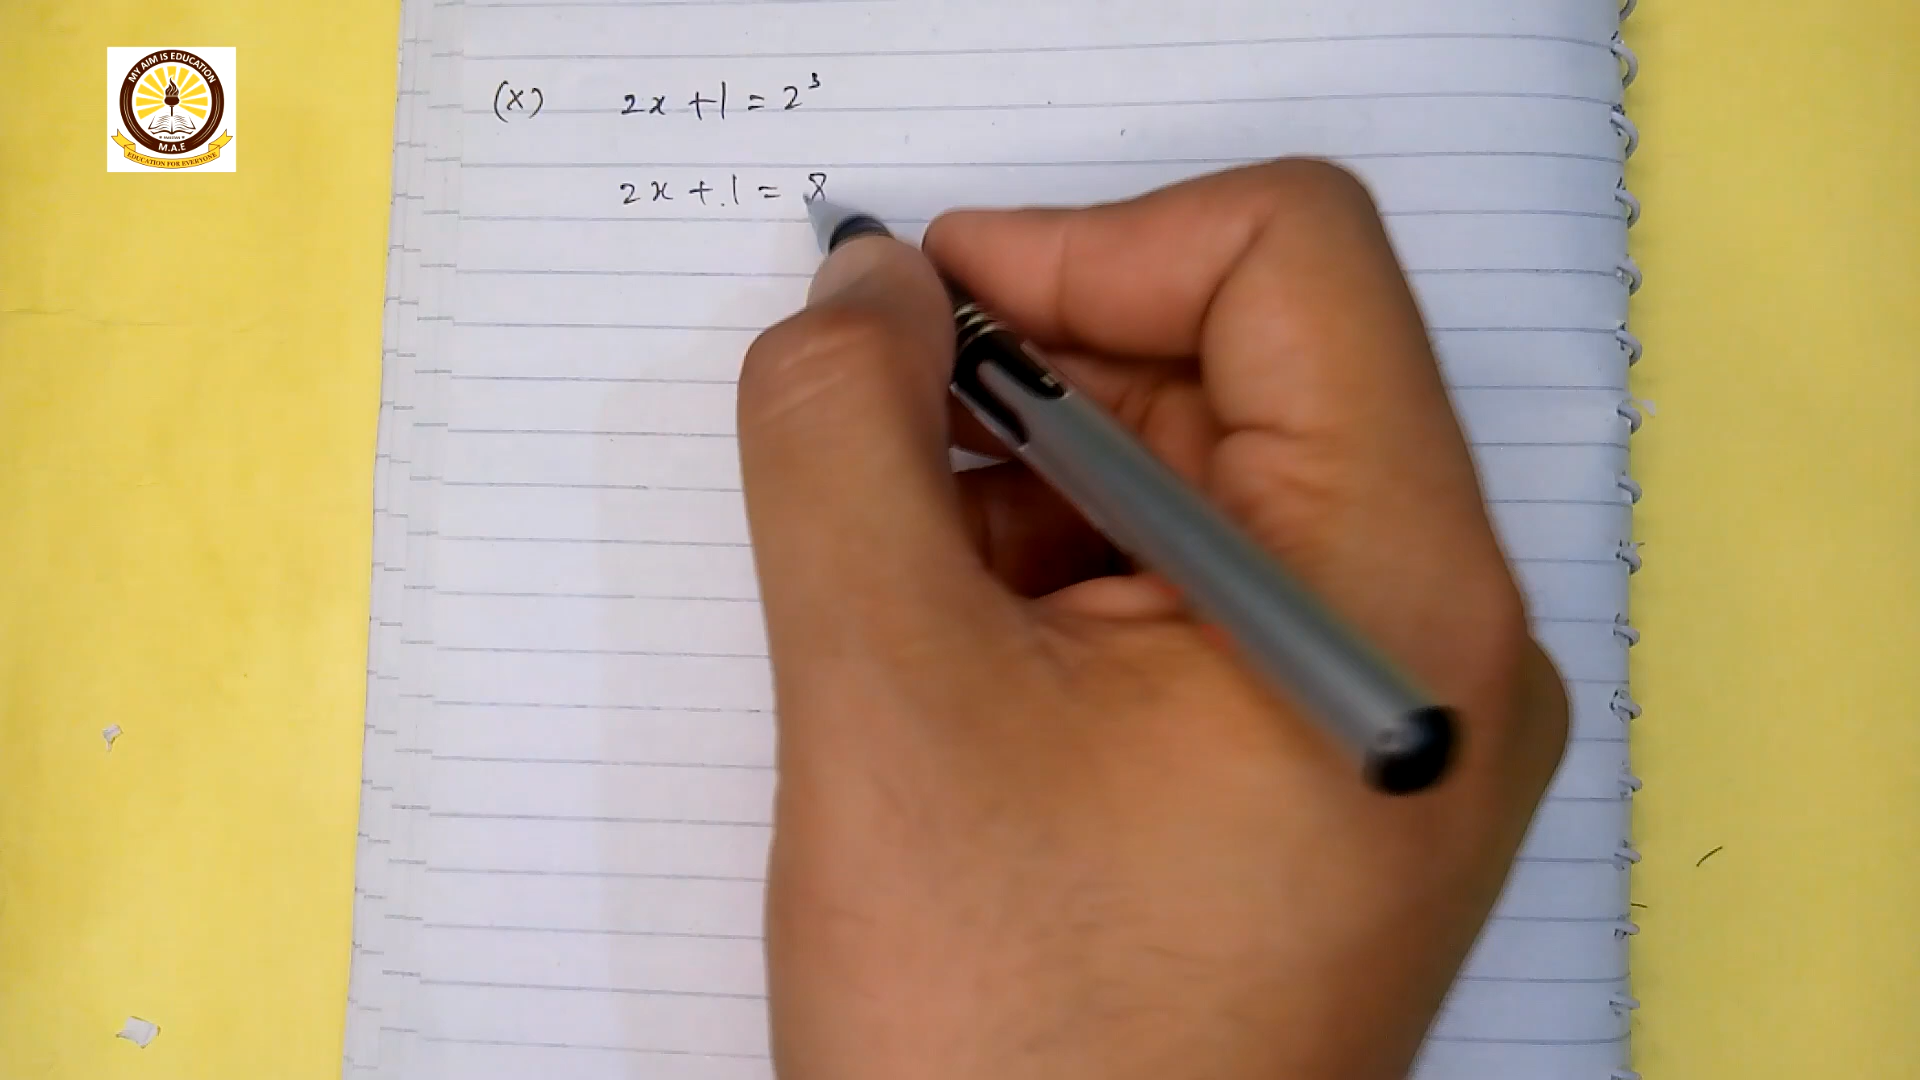 MY AIM IS EDUCATION
M.A.E
EDUCATION FOR EVERYONE
(x) 2x + 1 = 2³
2x + 1 = 8